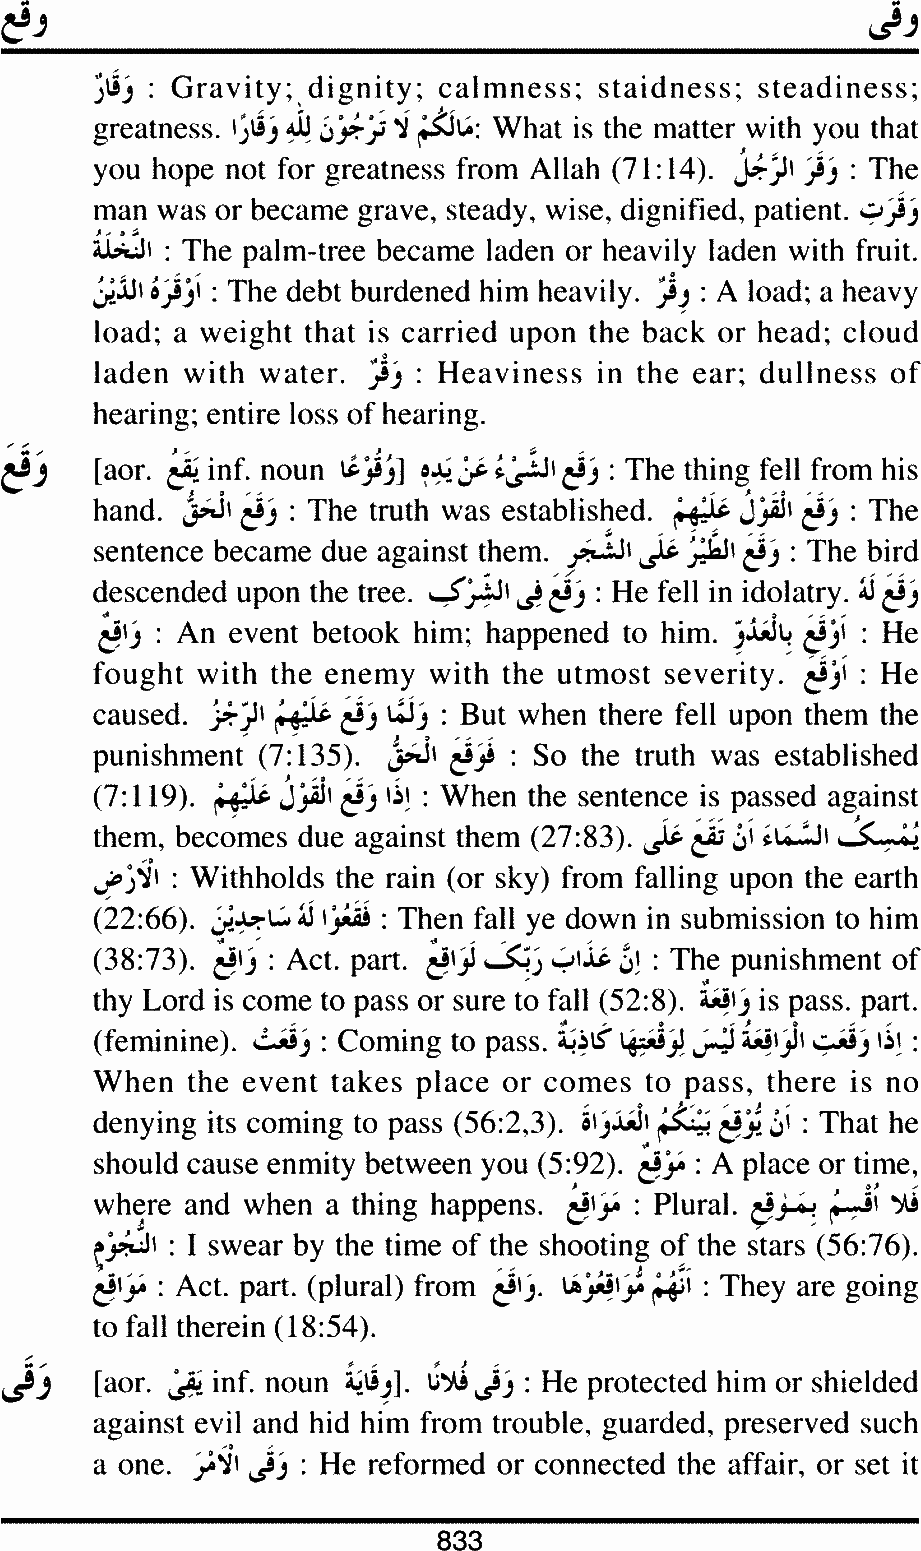 وقع وقی
وَقَارٌ : Gravity; dignity; calmness; staidness; steadiness;
greatness. مَالَكُمْ لَا تَرْجُوْنَ لِلّٰهِ وَقَارًا: What is the matter with you that
you hope not for greatness from Allah (71:14). وَقَرَ الرَّجُلُ : The
man was or became grave, steady, wise, dignified, patient. وَقَرَتِ
النَّخْلَةُ : The palm-tree became laden or heavily laden with fruit.
اَوْقَرَهُ الدَّيْنُ : The debt burdened him heavily. وِقْرٌ : A load; a heavy
load; a weight that is carried upon the back or head; cloud
laden with water. وَقْرٌ : Heaviness in the ear; dullness of
hearing; entire loss of hearing.
وَقَعَ [aor. يَقَعُ inf. noun وُقُوْعًا] وَقَعَ الشَّىْءُ عَنْ يَدِهِ : The thing fell from his
hand. وَقَعَ الْحَقُّ : The truth was established. وَقَعَ الْقَوْلُ عَلَيْهِمْ : The
sentence became due against them. وَقَعَ الطَّيْرُ عَلَى الشَّجَرِ : The bird
descended upon the tree. وَقَعَ فِى الشِّرْكِ : He fell in idolatry. وَقَعَ لَهُ
وَاقِعٌ : An event betook him; happened to him. اَوْقَعَ بِالْعَدُوِّ : He
fought with the enemy with the utmost severity. اَوْقَعَ : He
caused. وَلَمَّا وَقَعَ عَلَيْهِمُ الرِّجْزُ : But when there fell upon them the
punishment (7:135). فَوَقَعَ الْحَقُّ : So the truth was established
(7:119). اِذَا وَقَعَ الْقَوْلُ عَلَيْهِمْ : When the sentence is passed against
them, becomes due against them (27:83). يُمْسِكُ السَّمَاءَ اَنْ تَقَعَ عَلَى
الْاَرْضِ : Withholds the rain (or sky) from falling upon the earth
(22:66). فَقَعُوْا لَهُ سَاجِدِيْنَ : Then fall ye down in submission to him
(38:73). وَاقِعٌ : Act. part. اِنَّ عَذَابَ رَبِّكَ لَوَاقِعٌ : The punishment of
thy Lord is come to pass or sure to fall (52:8). وَاقِعَةٌ is pass. part.
(feminine). وَقَعَتْ : Coming to pass. اِذَا وَقَعَتِ الْوَاقِعَةُ لَيْسَ لِوَقْعَتِهَا كَاذِبَةٌ :
When the event takes place or comes to pass, there is no
denying its coming to pass (56:2,3). اَنْ يُّوْقِعَ بَيْنَكُمُ الْعَدَاوَةَ : That he
should cause enmity between you (5:92). مَوْقِعٌ : A place or time,
where and when a thing happens. مَوَاقِعُ : Plural. فَلَا اُقْسِمُ بِمَوٰقِعِ
النُّجُوْمِ : I swear by the time of the shooting of the stars (56:76).
مَوَاقِعُ : Act. part. (plural) from وَاقَعَ. اَنَّهُمْ مُّوَاقِعُوْهَا : They are going
to fall therein (18:54).
وَقَى [aor. يَقِىْ inf. noun وِقَايَةً]. وَقَى فُلَانًا : He protected him or shielded
against evil and hid him from trouble, guarded, preserved such
a one. وَقَى الْاَمْرَ : He reformed or connected the affair, or set it
833